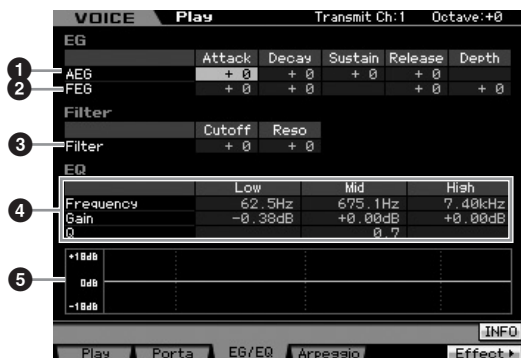 VOICE Play Transmit Ch:1 Octave:+0
EG
Attack Decay Sustain Release Depth
1 AEG + 0 + 0 + 0 + 0
2 FEG + 0 + 0 + 0 + 0
Filter
Cutoff Reso
3 Filter + 0 + 0
EQ
Low Mid High
4 Frequency 62.5Hz 675.1Hz 7.40kHz
Gain -0.38dB +0.00dB +0.00dB
Q 0.7
+18dB
5 0dB
-18dB
INFO
Play Porta EG/EQ Arpeggio Effect